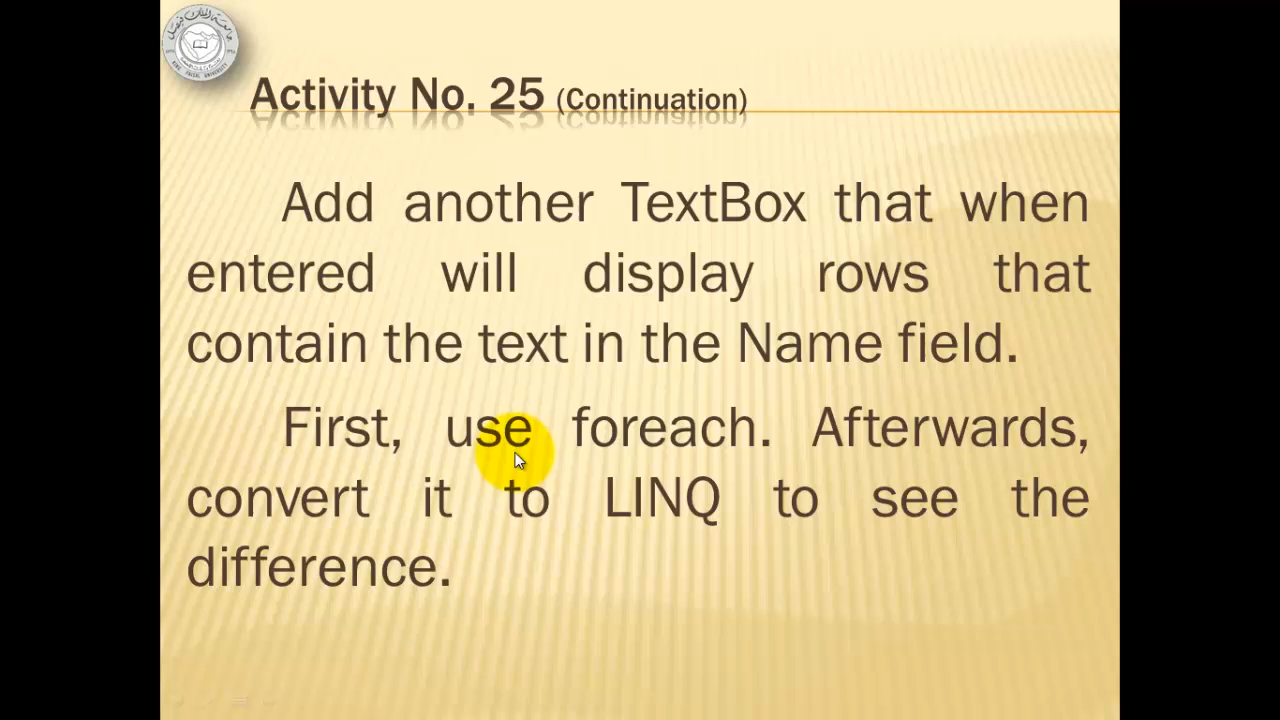 Activity No. 25 (Continuation)
Add another TextBox that when
entered will display rows that
contain the text in the Name field.
First, use foreach. Afterwards,
convert it to LINQ to see the
difference.